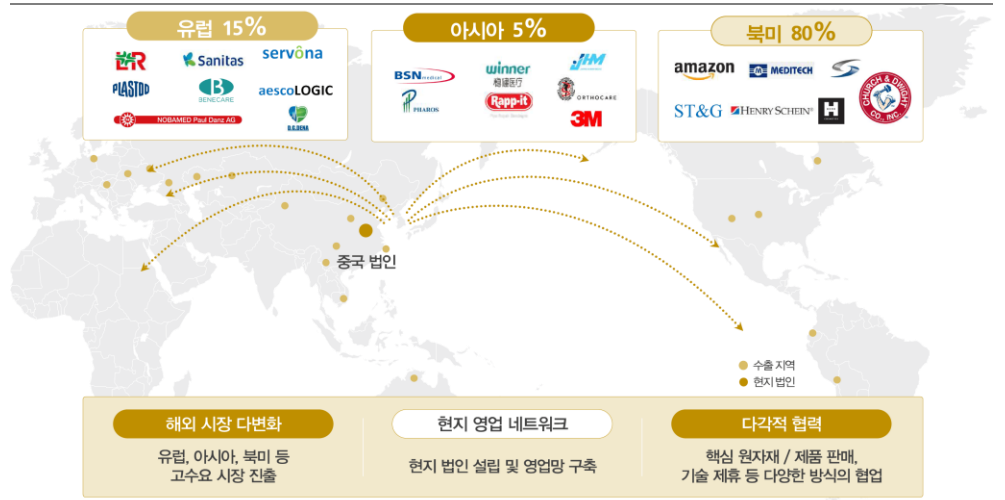 유럽 15%
아시아 5%
북미 80%
Sanitas
servôna
PLASTOD
BENECARE
aescoLOGIC
NOBAMED Paul Danz AG
BSN medical
winner
稳健医疗
JHM
PHAROS
Rapp-it
ORTHOCARE
3M
amazon
MEDITECH
ST&G
HENRY SCHEIN®
H
CHURCH & DWIGHT CO., INC.
중국 법인
수출 지역
현지 법인
해외 시장 다변화
유럽, 아시아, 북미 등
고수요 시장 진출
현지 영업 네트워크
현지 법인 설립 및 영업망 구축
다각적 협력
핵심 원자재 / 제품 판매,
기술 제휴 등 다양한 방식의 협업